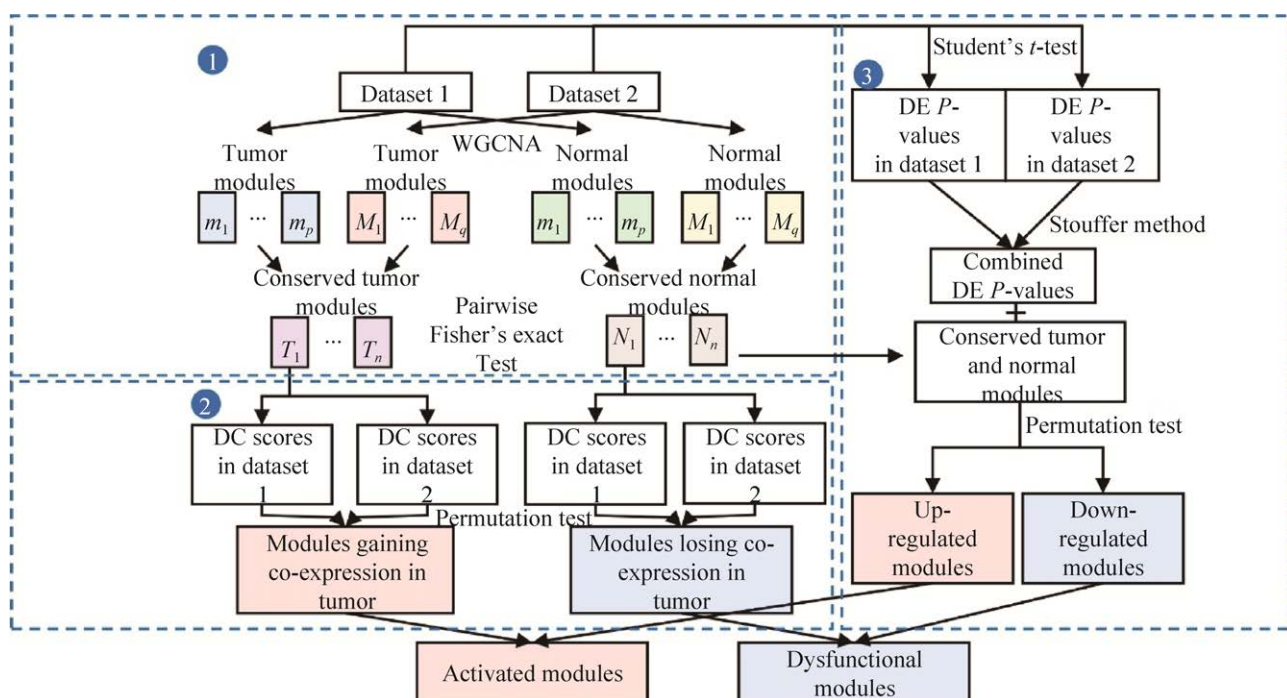 1
Dataset 1
Dataset 2
WGCNA
Tumor
modules
Tumor
modules
Normal
modules
Normal
modules
m1 ... mp
M1 ... Mq
m1 ... mp
M1 ... Mq
Conserved tumor
modules
Conserved normal
modules
Pairwise
Fisher's exact
Test
T1 ... Tn
N1 ... Nn
2
DC scores
in dataset
1
DC scores
in dataset
2
DC scores
in dataset
1
DC scores
in dataset
2
Permutation test
Modules gaining
co-expression in
tumor
Modules losing co-
expression in
tumor
3
Student's t-test
DE P-
values
in dataset 1
DE P-
values
in dataset 2
Stouffer method
Combined
DE P-values
Conserved tumor
and normal
modules
Permutation test
Up-
regulated
modules
Down-
regulated
modules
Activated modules
Dysfunctional
modules